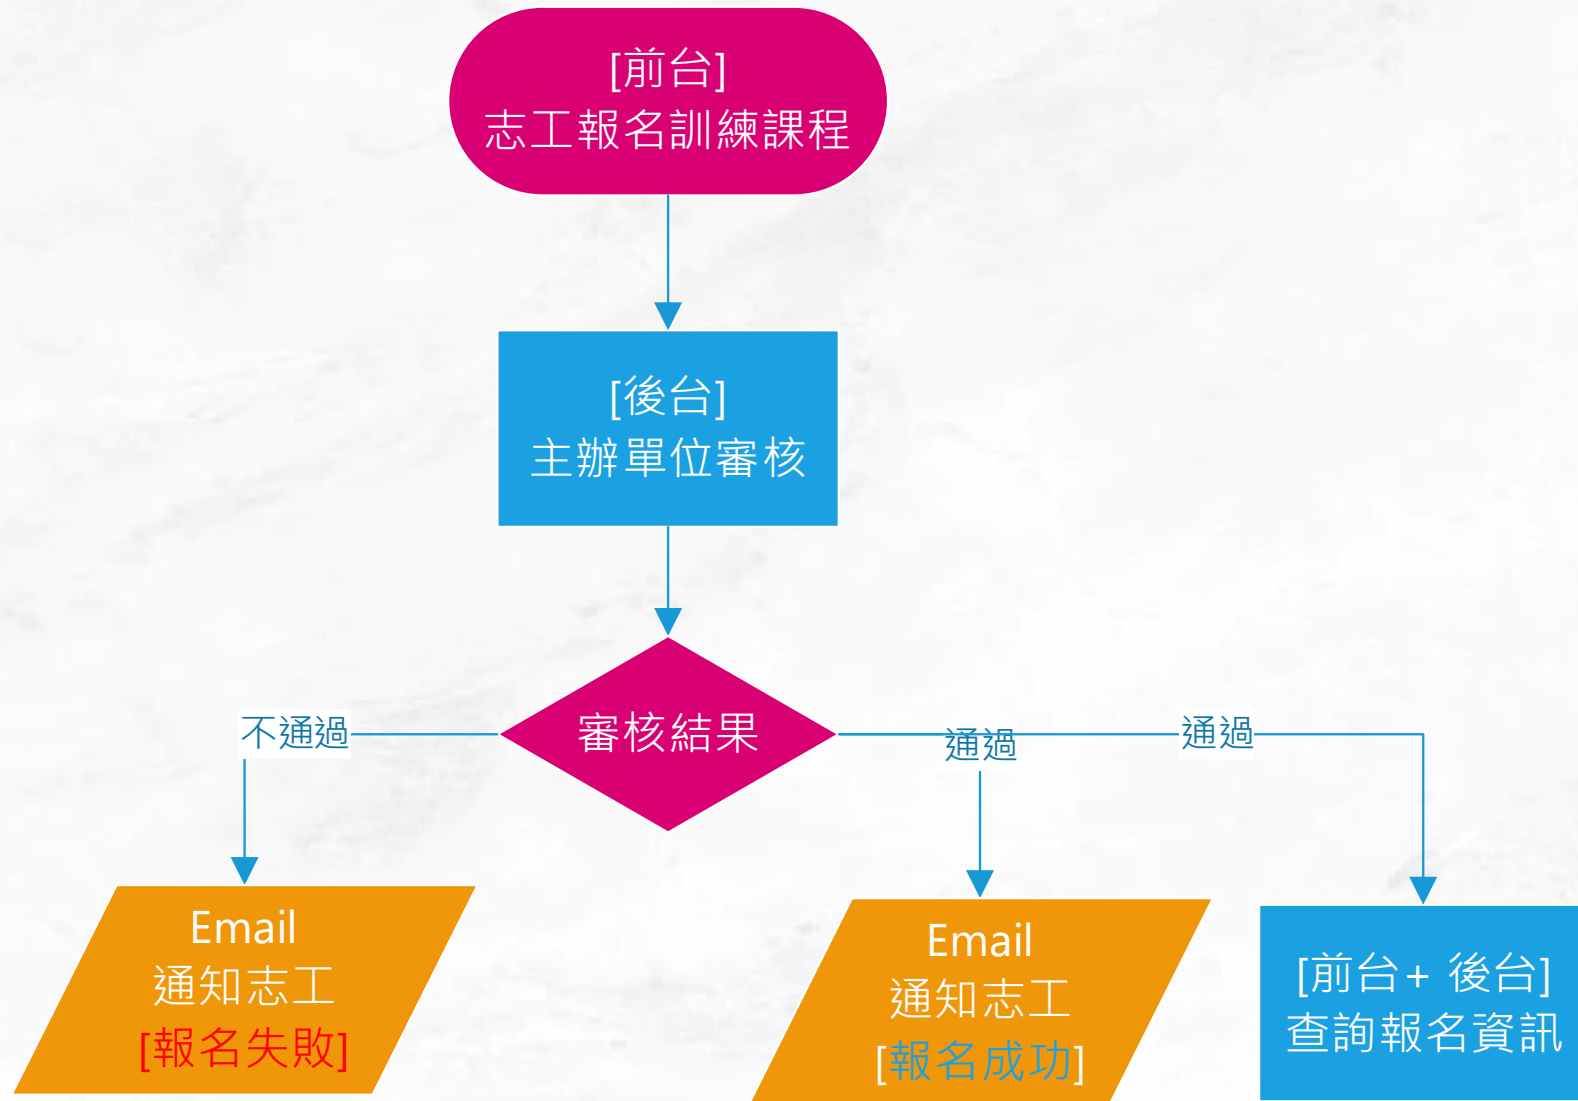 [前台]
志工報名訓練課程
[後台]
主辦單位審核
審核結果
不通過
通過
通過
Email
通知志工
[報名失敗]
Email
通知志工
[報名成功]
[前台+ 後台]
查詢報名資訊